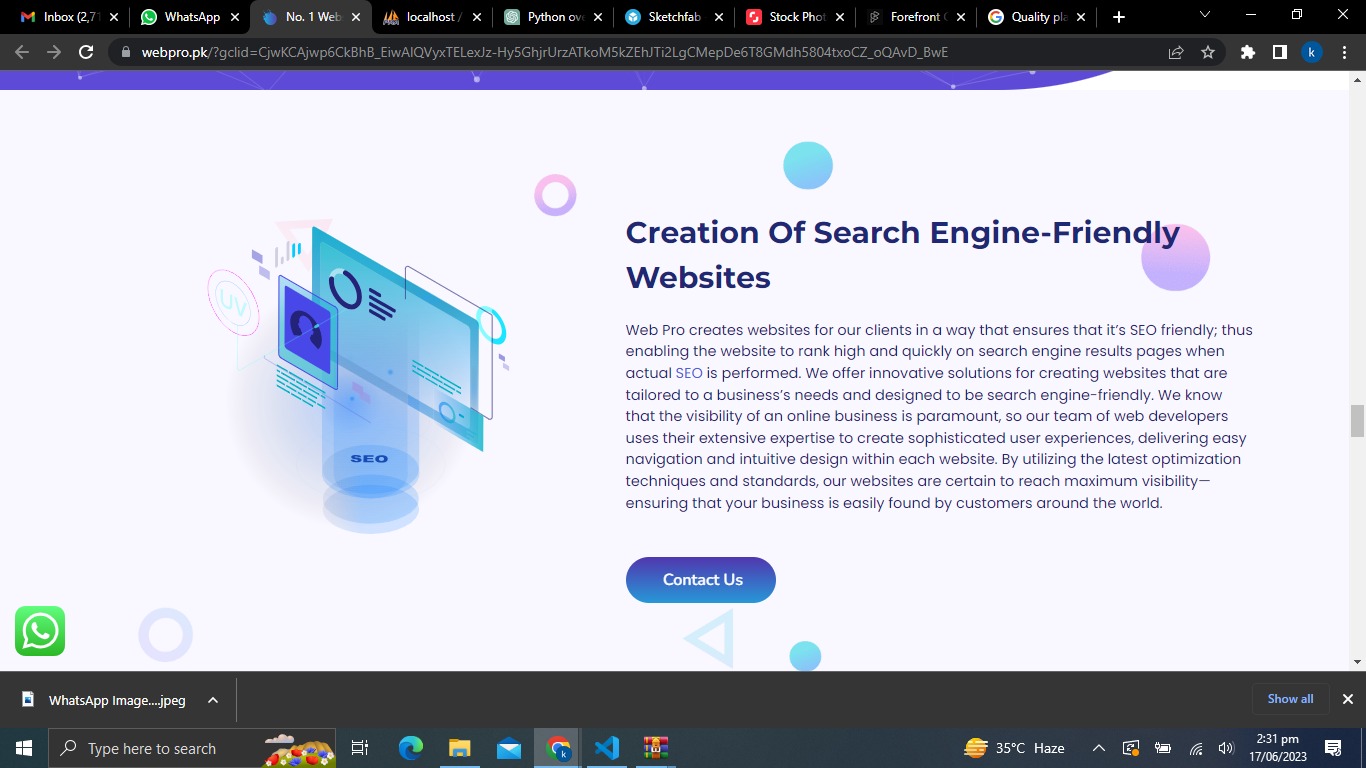 Inbox (2,7
WhatsApp
No. 1 Web
localhost /
Python ove
Sketchfab
Stock Phot
Forefront
Quality pla
webpro.pk/?gclid=
k
UV
SEO
Creation Of Search Engine-Friendly
Websites
Web Pro creates websites for our clients in a way that ensures that it's SEO friendly; thus
enabling the website to rank high and quickly on search engine results pages when
actual SEO is performed. We offer innovative solutions for creating websites that are
tailored to a business's needs and designed to be search engine-friendly. We know
that the visibility of an online business is paramount, so our team of web developers
uses their extensive expertise to create sophisticated user experiences, delivering easy
navigation and intuitive design within each website. By utilizing the latest optimization
techniques and standards, our websites are certain to reach maximum visibility—
ensuring that your business is easily found by customers around the world.
Contact Us
WhatsApp Image....jpeg
Show all
Type here to search
35°C Haze
2:31 pm
17/06/2023